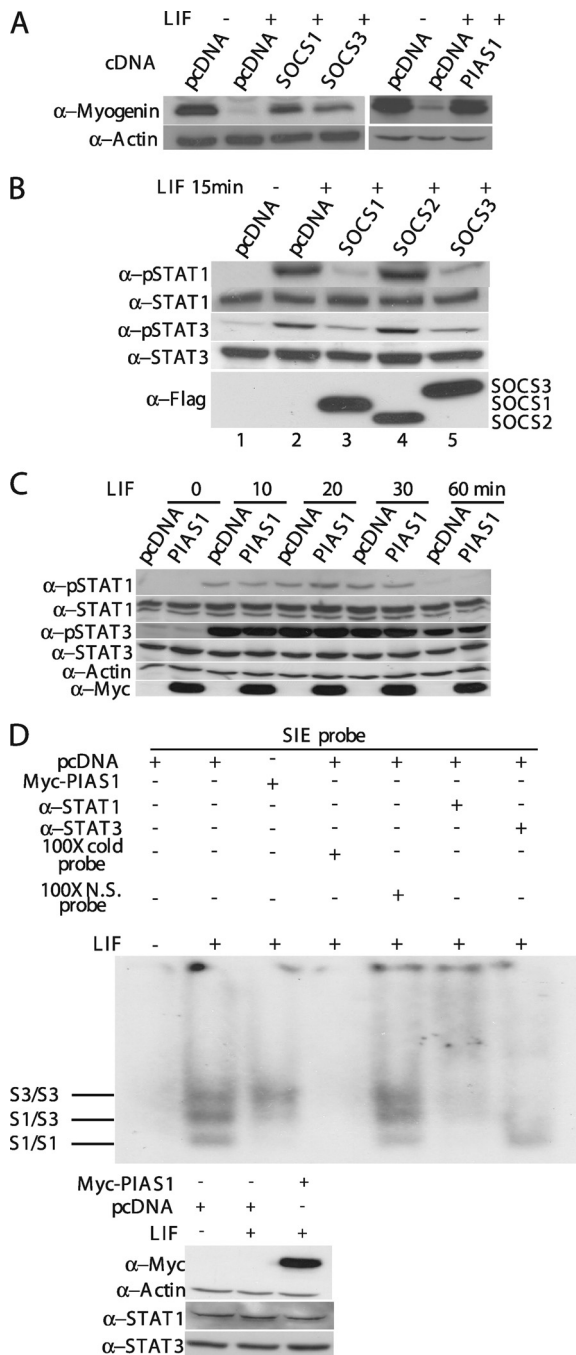 A
LIF - + + + - + +
cDNA pcDNA pcDNA SOCS1 SOCS3 pcDNA pcDNA PIAS1
α-Myogenin
α-Actin
B
LIF 15min - + + + +
pcDNA pcDNA SOCS1 SOCS2 SOCS3
α-pSTAT1
α-STAT1
α-pSTAT3
α-STAT3
α-Flag
SOCS3
SOCS1
SOCS2
1 2 3 4 5
C
LIF 0 10 20 30 60 min
pcDNA PIAS1 pcDNA PIAS1 pcDNA PIAS1 pcDNA PIAS1 pcDNA PIAS1
α-pSTAT1
α-STAT1
α-pSTAT3
α-STAT3
α-Actin
α-Myc
D
SIE probe
pcDNA + + - + + + +
Myc-PIAS1 - - + - - - -
α-STAT1 - - - - - + -
α-STAT3 - - - - - - +
100X cold probe - - - + - - -
100X N.S. probe - - - - + - -
LIF - + + + + + +
S3/S3
S1/S3
S1/S1
Myc-PIAS1 - - +
pcDNA + + -
LIF - + +
α-Myc
α-Actin
α-STAT1
α-STAT3